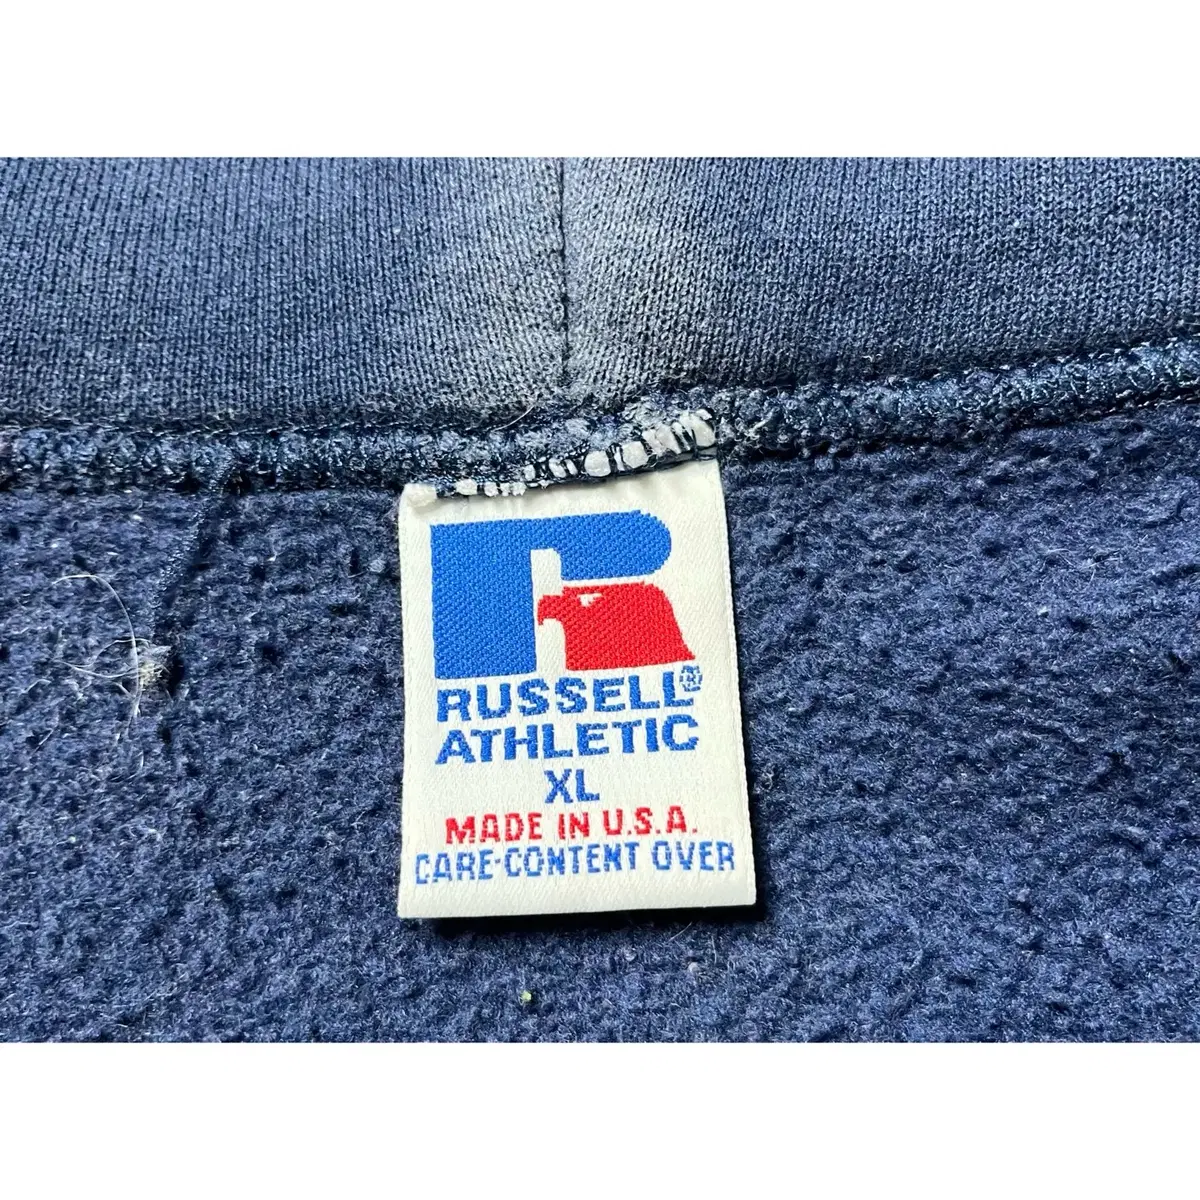 RUSSELL®
ATHLETIC
XL
MADE IN U.S.A.
CARE-CONTENT OVER